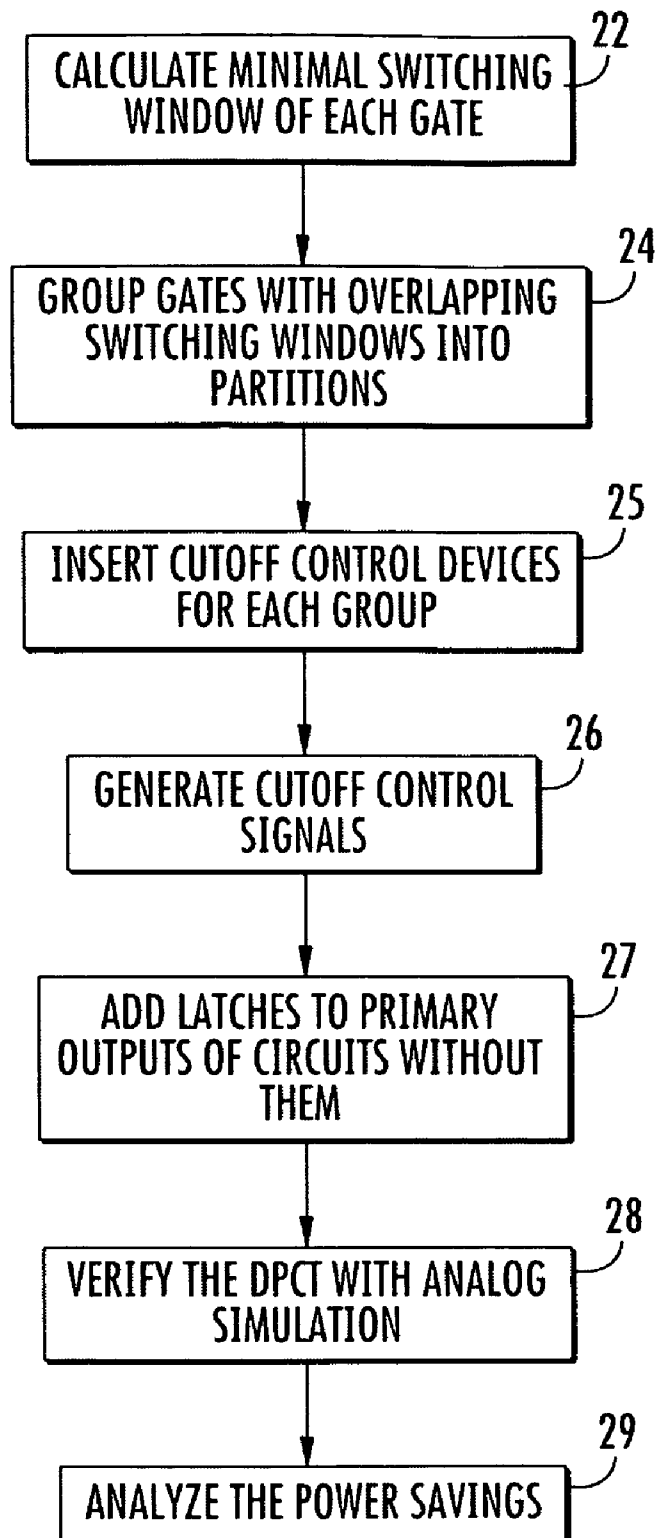 22
CALCULATE MINIMAL SWITCHING
WINDOW OF EACH GATE
24
GROUP GATES WITH OVERLAPPING
SWITCHING WINDOWS INTO
PARTITIONS
25
INSERT CUTOFF CONTROL DEVICES
FOR EACH GROUP
26
GENERATE CUTOFF CONTROL
SIGNALS
27
ADD LATCHES TO PRIMARY
OUTPUTS OF CIRCUITS WITHOUT
THEM
28
VERIFY THE DPCT WITH ANALOG
SIMULATION
29
ANALYZE THE POWER SAVINGS